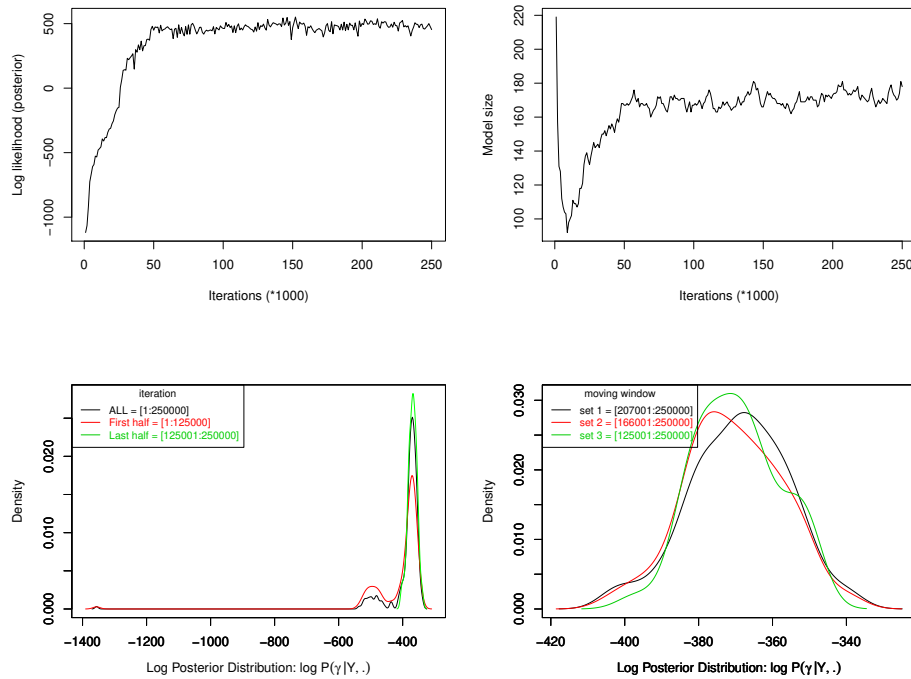 Log likelihood (posterior)
−1000 −500 0 500
0 50 100 150 200 250
Iterations (*1000)
Model size
100 120 140 160 180 200 220
0 50 100 150 200 250
Iterations (*1000)
iteration
ALL = [1:250000]
First half = [1:125000]
Last half = [125001:250000]
Density
0.000 0.010 0.020
−1400 −1200 −1000 −800 −600 −400
Log Posterior Distribution: log P(γ|Y, .)
moving window
set 1 = [207001:250000]
set 2 = [166001:250000]
set 3 = [125001:250000]
Density
0.000 0.010 0.020 0.030
−420 −400 −380 −360 −340
Log Posterior Distribution: log P(γ|Y, .)